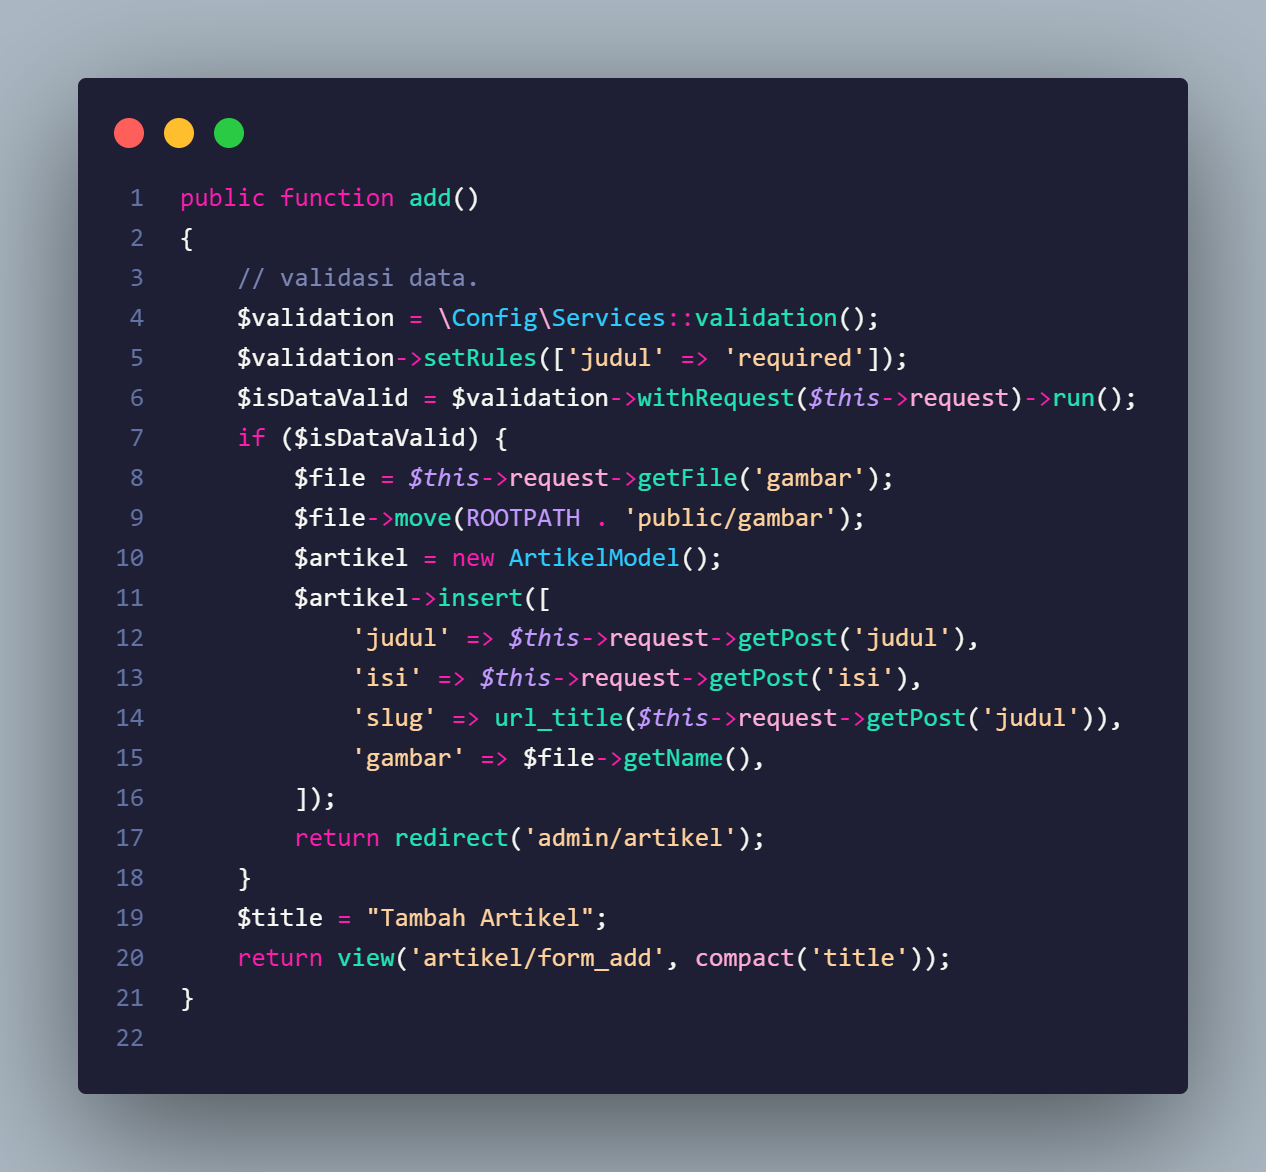 1 public function add()
2 {
3     // validasi data.
4     $validation = \Config\Services::validation();
5     $validation->setRules(['judul' => 'required']);
6     $isDataValid = $validation->withRequest($this->request)->run();
7     if ($isDataValid) {
8         $file = $this->request->getFile('gambar');
9         $file->move(ROOTPATH . 'public/gambar');
10         $artikel = new ArtikelModel();
11         $artikel->insert([
12             'judul' => $this->request->getPost('judul'),
13             'isi' => $this->request->getPost('isi'),
14             'slug' => url_title($this->request->getPost('judul')),
15             'gambar' => $file->getName(),
16         ]);
17         return redirect('admin/artikel');
18     }
19     $title = "Tambah Artikel";
20     return view('artikel/form_add', compact('title'));
21 }
22